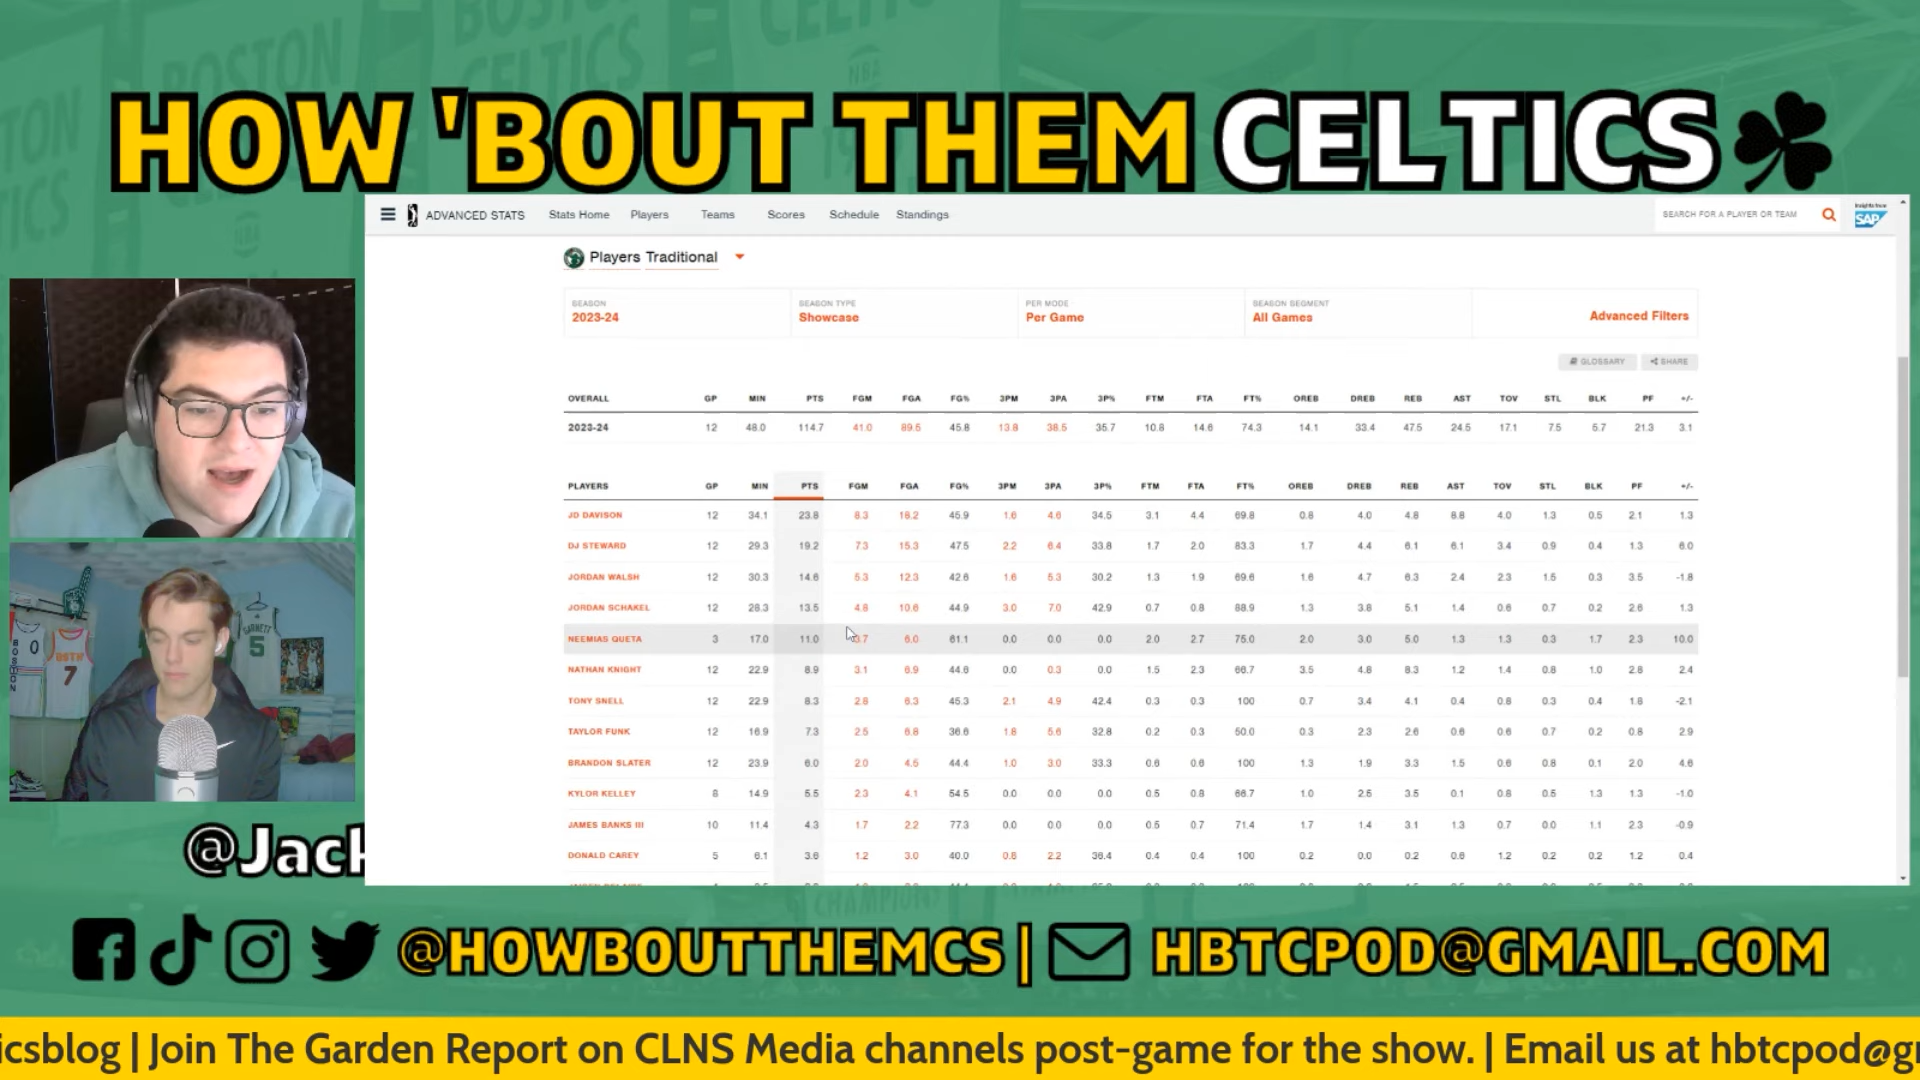 HOW 'BOUT THEM CELTICS
ADVANCED STATS Stats Home Players Teams Scores Schedule Standings SEARCH FOR A PLAYER OR TEAM Insights from SAP
Players Traditional
SEASON SEASON TYPE PER MODE SEASON SEGMENT
2023-24 Showcase Per Game All Games Advanced Filters
GLOSSARY SHARE
OVERALL GP MIN PTS FGM FGA FG% 3PM 3PA 3P% FTM FTA FT% OREB DREB REB AST TOV STL BLK PF +/-
2023-24 12 48.0 114.7 41.0 89.5 45.8 13.8 38.5 35.7 10.8 14.6 74.3 14.1 33.4 47.5 24.5 17.1 7.5 5.7 21.3 3.1
PLAYERS GP MIN PTS FGM FGA FG% 3PM 3PA 3P% FTM FTA FT% OREB DREB REB AST TOV STL BLK PF +/-
JD DAVISON 12 34.1 23.8 8.3 18.2 45.9 1.6 4.6 34.5 3.1 4.4 69.8 0.8 4.0 4.8 8.8 4.0 1.3 0.5 2.1 1.3
DJ STEWARD 12 29.3 19.2 7.3 15.3 47.5 2.2 6.4 33.8 1.7 2.0 83.3 1.7 4.4 6.1 6.1 3.4 0.9 0.4 1.3 6.0
JORDAN WALSH 12 30.3 14.6 5.3 12.3 42.6 1.6 5.3 30.2 1.3 1.9 69.6 1.6 4.7 6.3 2.4 2.3 1.5 0.3 3.5 -1.8
JORDAN SCHAKEL 12 28.3 13.5 4.8 10.6 44.9 3.0 7.0 42.9 0.7 0.8 88.9 1.3 3.8 5.1 1.4 0.6 0.7 0.2 2.6 1.3
NEEMIAS QUETA 3 17.0 11.0 3.7 6.0 61.1 0.0 0.0 0.0 2.0 2.7 75.0 2.0 3.0 5.0 1.3 1.3 0.3 1.7 2.3 10.0
NATHAN KNIGHT 12 22.9 8.9 3.1 6.9 44.6 0.0 0.3 0.0 1.5 2.3 66.7 3.5 4.8 8.3 1.2 1.4 0.8 1.0 2.8 2.4
TONY SNELL 12 22.9 8.3 2.8 6.3 45.3 2.1 4.9 42.4 0.3 0.3 100 0.7 3.4 4.1 0.4 0.8 0.3 0.4 1.8 -2.1
TAYLOR FUNK 12 16.9 7.3 2.5 6.8 36.6 1.8 5.6 32.8 0.2 0.3 50.0 0.3 2.3 2.6 0.6 0.6 0.7 0.2 0.8 2.9
BRANDON SLATER 12 23.9 6.0 2.0 4.5 44.4 1.0 3.0 33.3 0.6 0.6 100 1.3 1.9 3.3 1.5 0.6 0.8 0.1 2.0 4.6
KYLOR KELLEY 8 14.9 5.5 2.3 4.1 54.5 0.0 0.0 0.0 0.5 0.8 66.7 1.0 2.5 3.5 0.1 0.8 0.5 1.3 1.3 -1.0
JAMES BANKS III 10 11.4 4.3 1.7 2.2 77.3 0.0 0.0 0.0 0.5 0.7 71.4 1.7 1.4 3.1 1.3 0.7 0.0 1.1 2.3 -0.9
DONALD CAREY 5 6.1 3.6 1.2 3.0 40.0 0.8 2.2 36.4 0.4 0.4 100 0.2 0.0 0.2 0.6 1.2 0.2 0.2 1.2 0.4
BOSTON 0
7
GARNETT 5
@Jack
@HOWBOUTTHEMCS | HBTCPOD@GMAIL.COM
icsblog | Join The Garden Report on CLNS Media channels post-game for the show. | Email us at hbtcpod@g